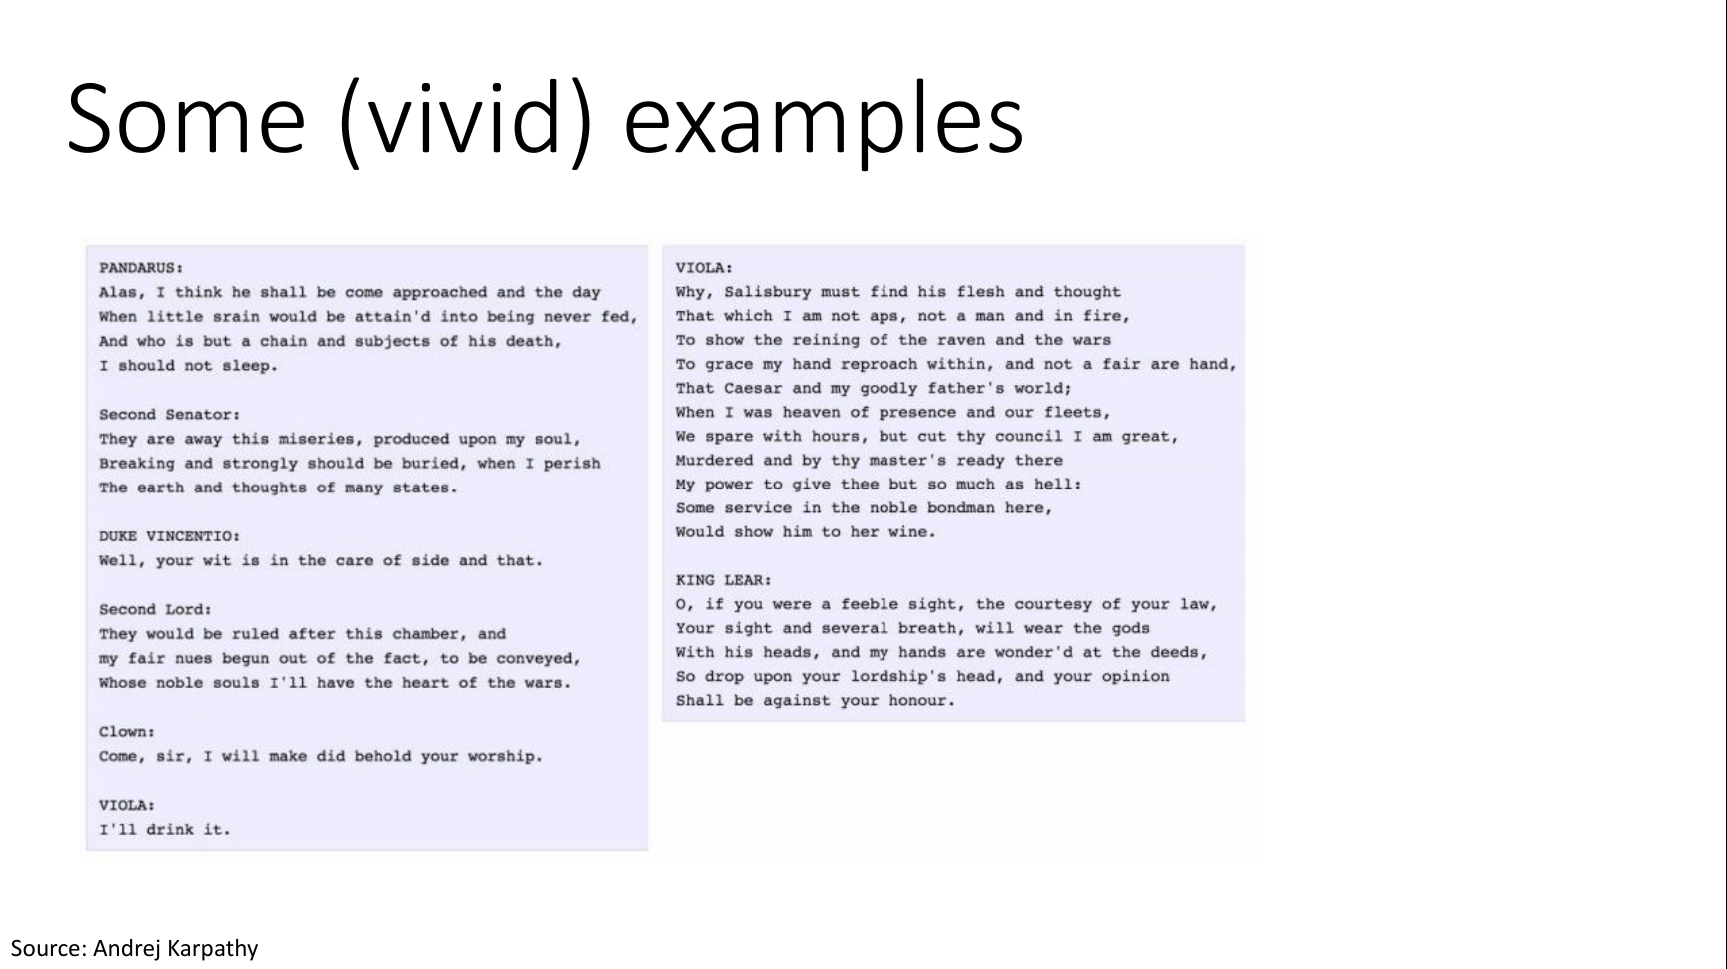 Some (vivid) examples
PANDARUS:
Alas, I think he shall be come approached and the day
When little srain would be attain'd into being never fed,
And who is but a chain and subjects of his death,
I should not sleep.
Second Senator:
They are away this miseries, produced upon my soul,
Breaking and strongly should be buried, when I perish
The earth and thoughts of many states.
DUKE VINCENTIO:
Well, your wit is in the care of side and that.
Second Lord:
They would be ruled after this chamber, and
my fair nues begun out of the fact, to be conveyed,
Whose noble souls I'll have the heart of the wars.
Clown:
Come, sir, I will make did behold your worship.
VIOLA:
I'll drink it.
VIOLA:
Why, Salisbury must find his flesh and thought
That which I am not aps, not a man and in fire,
To show the reining of the raven and the wars
To grace my hand reproach within, and not a fair are hand,
That Caesar and my goodly father's world;
When I was heaven of presence and our fleets,
We spare with hours, but cut thy council I am great,
Murdered and by thy master's ready there
My power to give thee but so much as hell:
Some service in the noble bondman here,
Would show him to her wine.
KING LEAR:
O, if you were a feeble sight, the courtesy of your law,
Your sight and several breath, will wear the gods
With his heads, and my hands are wonder'd at the deeds,
So drop upon your lordship's head, and your opinion
Shall be against your honour.
Source: Andrej Karpathy